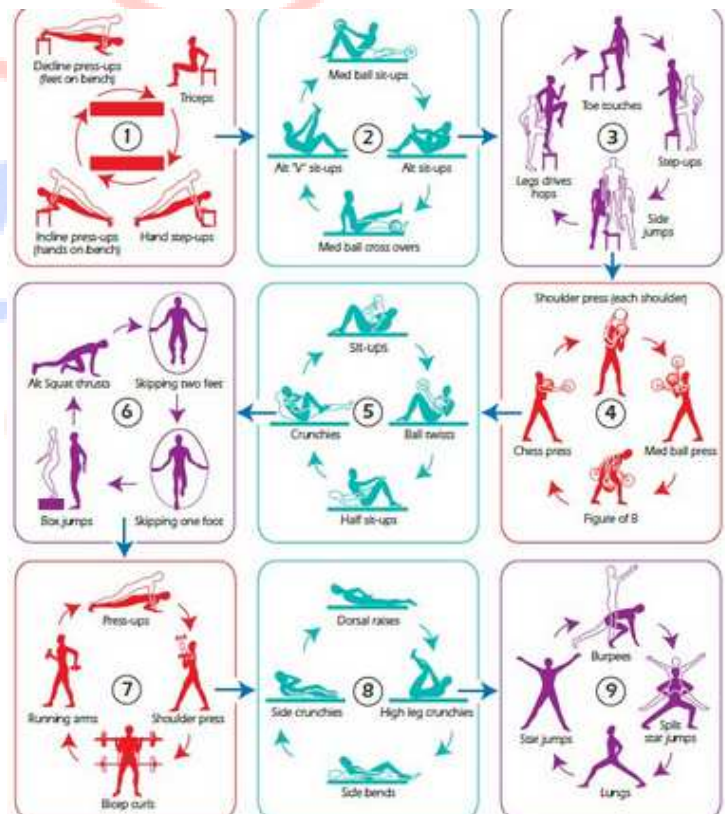 Decline press-ups
(feet on bench)
Triceps
1
Incline press-ups
(hands on bench)
Hand step-ups
Med ball sit-ups
2
Alt "V" sit-ups
Alt sit-ups
Med ball cross overs
Toe touches
3
Legs drives
hops
Step-ups
Side
jumps
Alt Squat thrusts
Skipping two feet
6
Box jumps
Skipping one foot
Sit-ups
5
Crunchies
Ball twists
Half sit-ups
Shoulder press (each shoulder)
4
Chess press
Med ball press
Figure of 8
Press-ups
7
Running arms
Shoulder press
Bicep curls
Dorsal raises
8
Side crunchies
High leg crunchies
Side bends
Burpees
9
Star jumps
Split
star jumps
Lungs